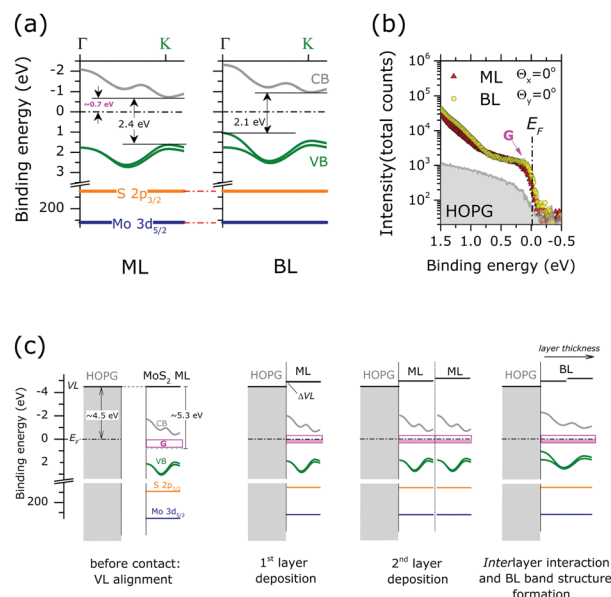 (a)
Γ K Γ K
Binding energy (eV)
-2
-1
0
1
2
3
200
~0.7 eV
2.4 eV
2.1 eV
CB
VB
S 2p3/2
Mo 3d5/2
ML BL
(b)
Intensity(total counts)
10^6
10^5
10^4
10^3
10^2
ML Θx=0°
BL Θy=0°
EF
G
HOPG
1.5 1.0 0.5 0.0 -0.5
Binding energy (eV)
(c)
layer thickness
HOPG MoS2 ML HOPG ML HOPG ML ML HOPG BL
Binding energy (eV)
VL
-4
-2
EF 0
2
200
~4.5 eV
~5.3 eV
ΔVL
CB
G
VB
S 2p3/2
Mo 3d5/2
before contact:
VL alignment
1st layer
deposition
2nd layer
deposition
Interlayer interaction
and BL band structure
formation